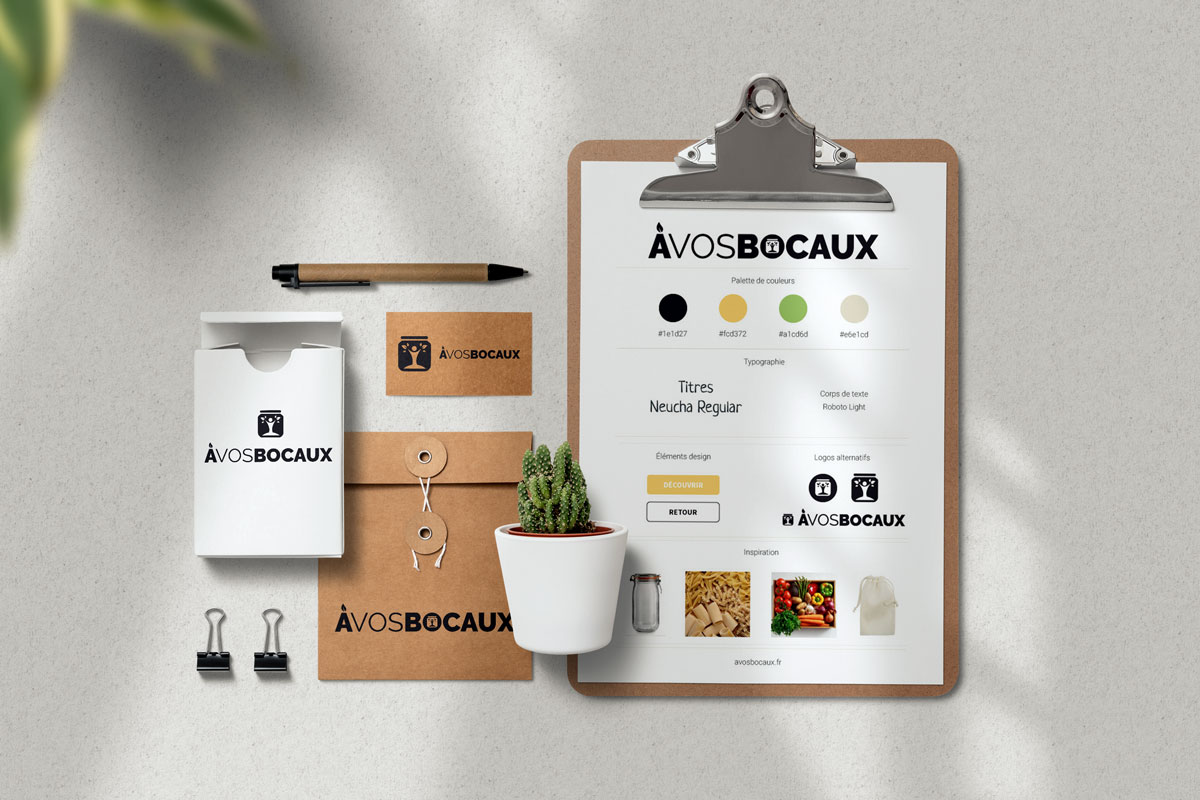 ÀVOSBOCAUX
Palette de couleurs
#1e1d27 #fcd372 #a1cd6d #e6e1cd
Typographie
Titres
Neucha Regular
Corps de texte
Roboto Light
Éléments design
DÉCOUVRIR
RETOUR
Logos alternatifs
ÀVOSBOCAUX
Inspiration
avosbocaux.fr
ÀVOSBOCAUX
ÀVOSBOCAUX
ÀVOSBOCAUX